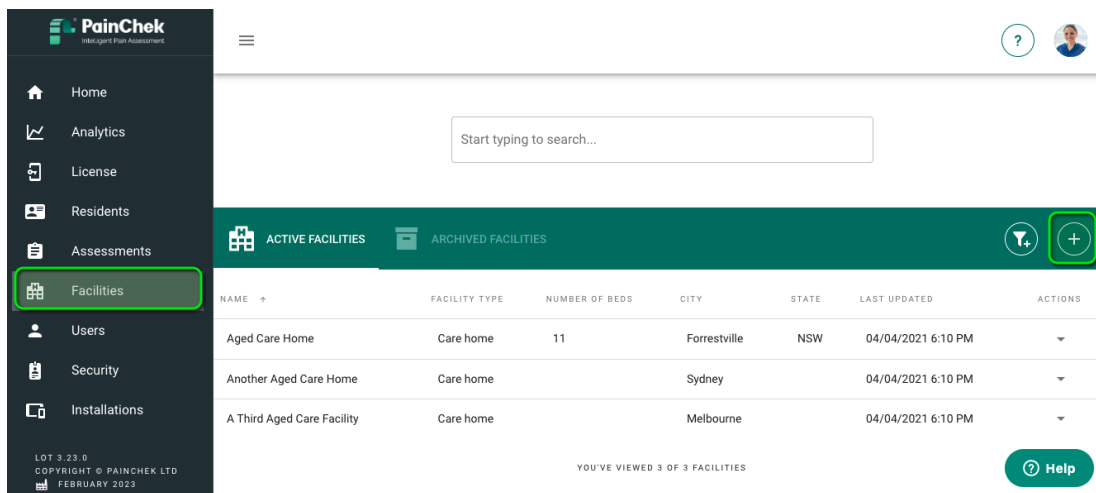 PainChek
Intelligent Pain Assessment
?
Home
Analytics
License
Residents
Assessments
Facilities
Users
Security
Installations
LOT 3.23.0
COPYRIGHT © PAINCHEK LTD
FEBRUARY 2023
Start typing to search...
ACTIVE FACILITIES ARCHIVED FACILITIES
NAME FACILITY TYPE NUMBER OF BEDS CITY STATE LAST UPDATED ACTIONS
Aged Care Home Care home 11 Forrestville NSW 04/04/2021 6:10 PM
Another Aged Care Home Care home Sydney 04/04/2021 6:10 PM
A Third Aged Care Facility Care home Melbourne 04/04/2021 6:10 PM
YOU'VE VIEWED 3 OF 3 FACILITIES
? Help